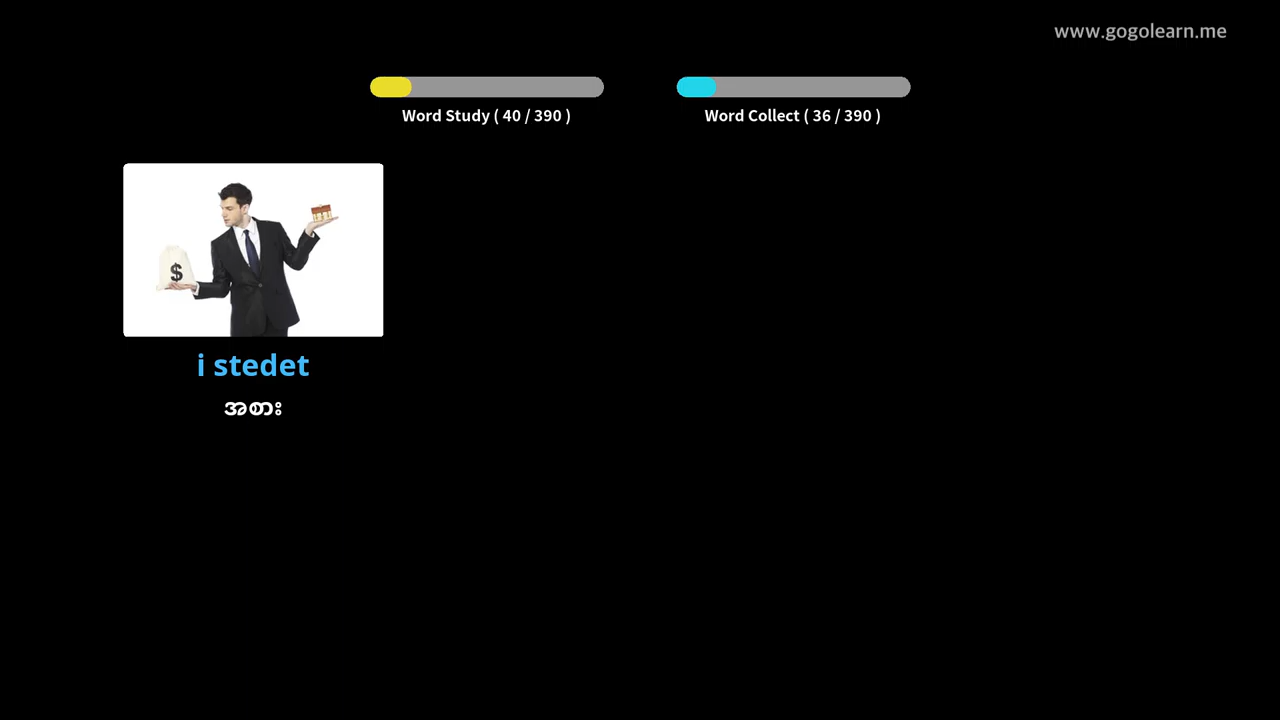 www.gogolearn.me
Word Study ( 40 / 390 )
Word Collect ( 36 / 390 )
$
i stedet
အစား